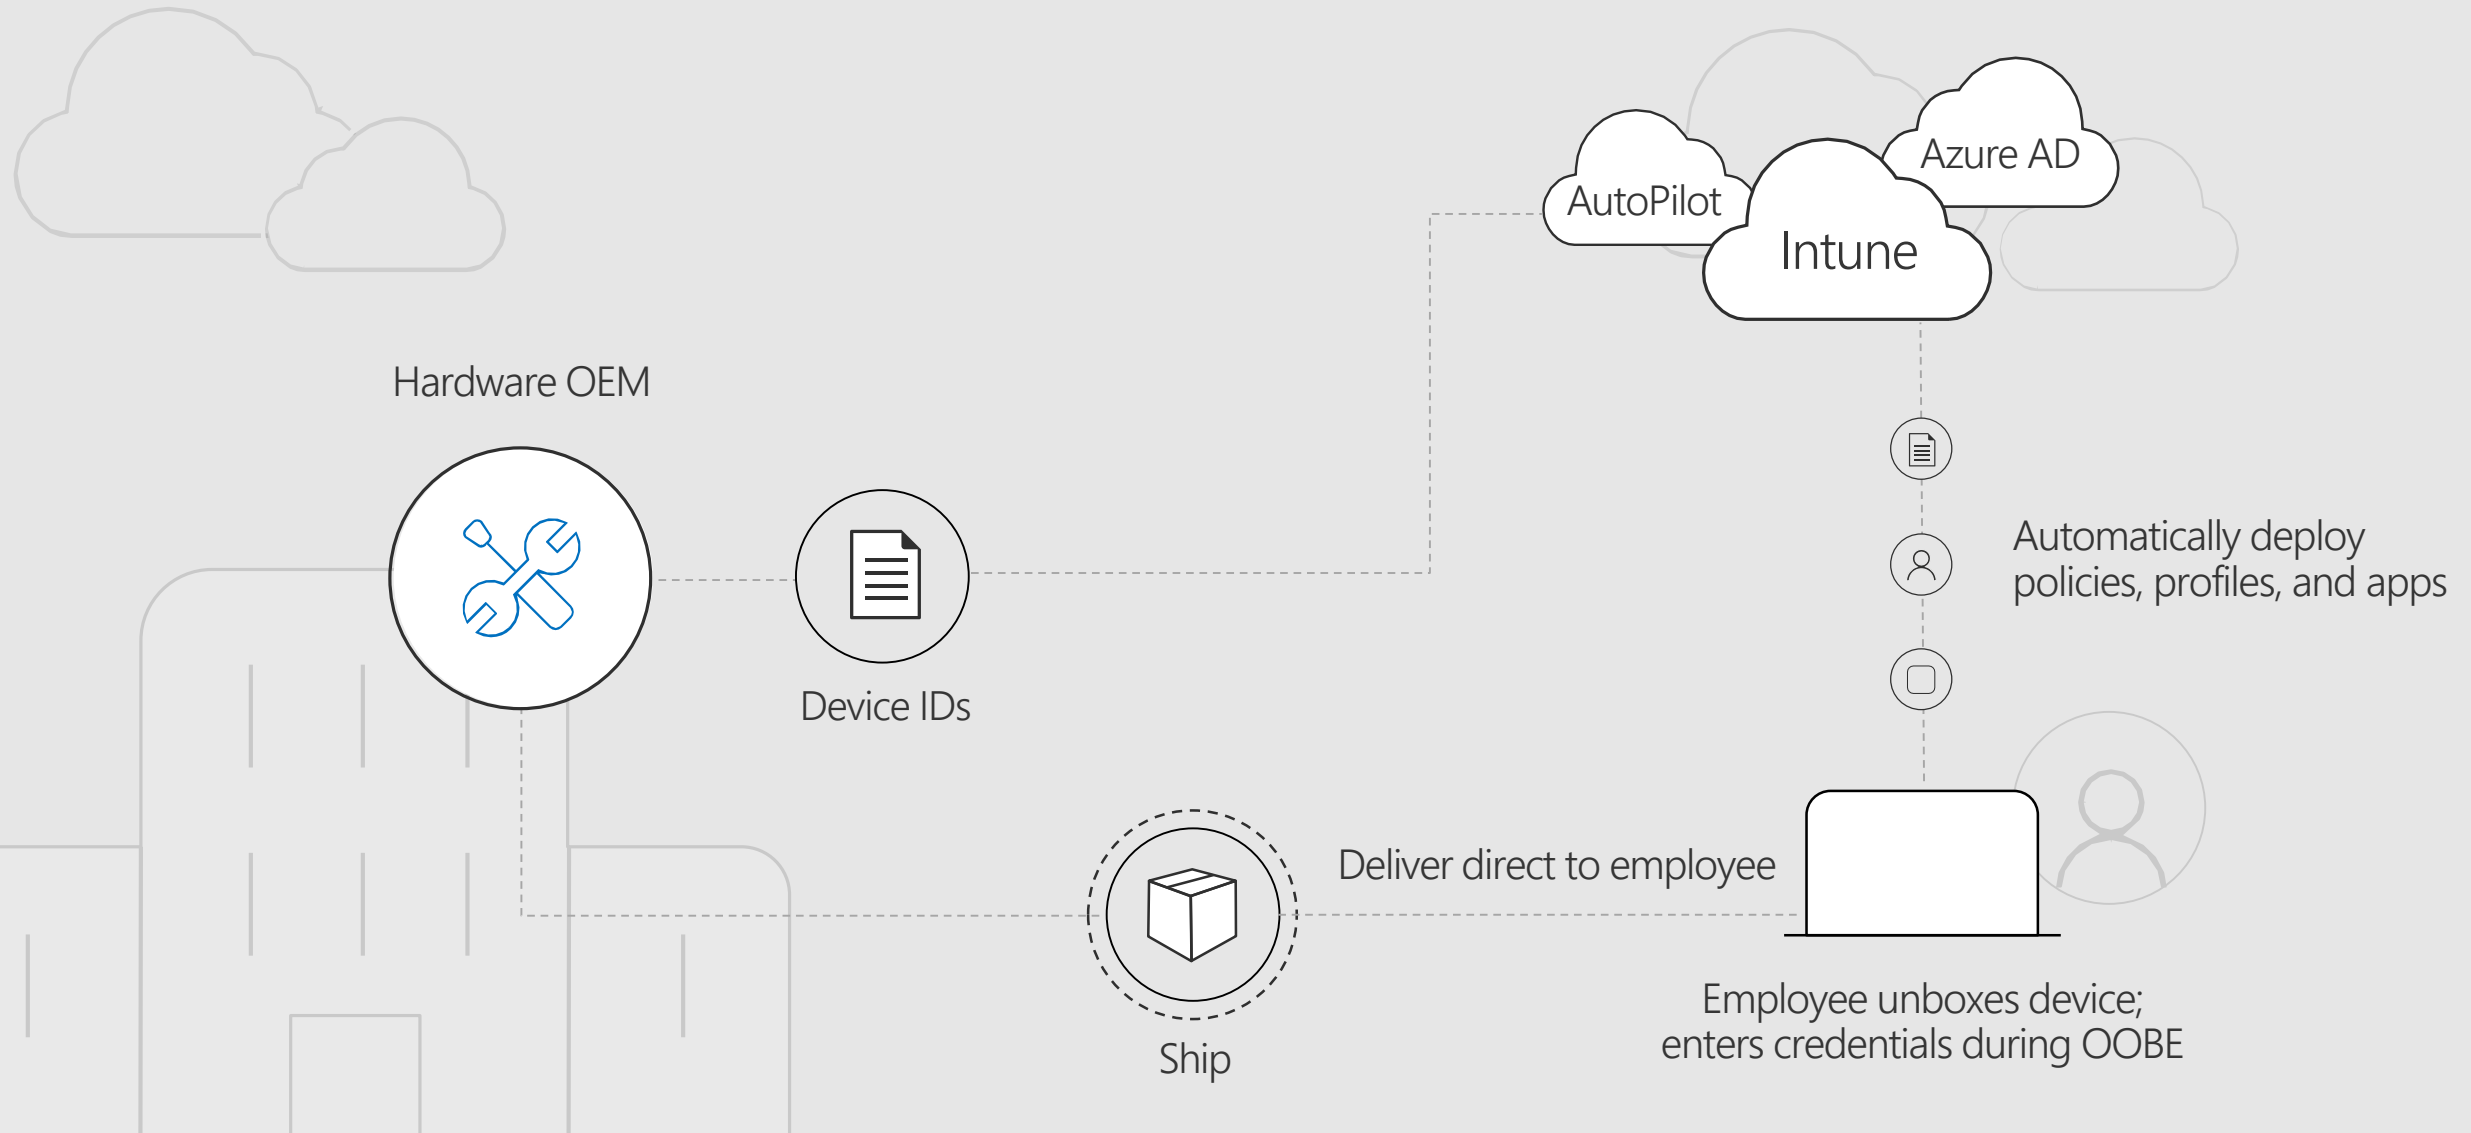 Azure AD
AutoPilot
Intune
Hardware OEM
Device IDs
Automatically deploy
policies, profiles, and apps
Deliver direct to employee
Ship
Employee unboxes device;
enters credentials during OOBE